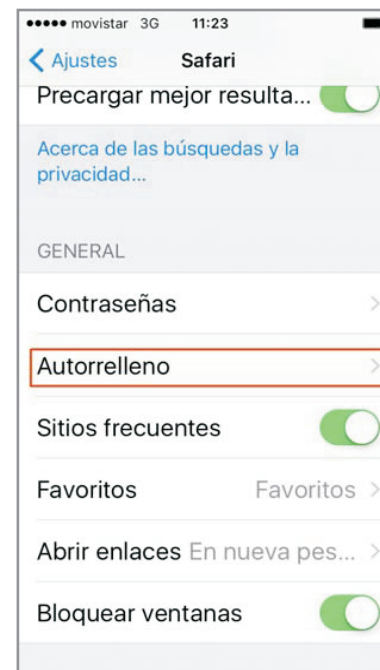 movistar 3G 11:23
Ajustes Safari
Precargar mejor resulta...
Acerca de las búsquedas y la
privacidad...
GENERAL
Contraseñas
Autorrelleno
Sitios frecuentes
Favoritos Favoritos
Abrir enlaces En nueva pes...
Bloquear ventanas